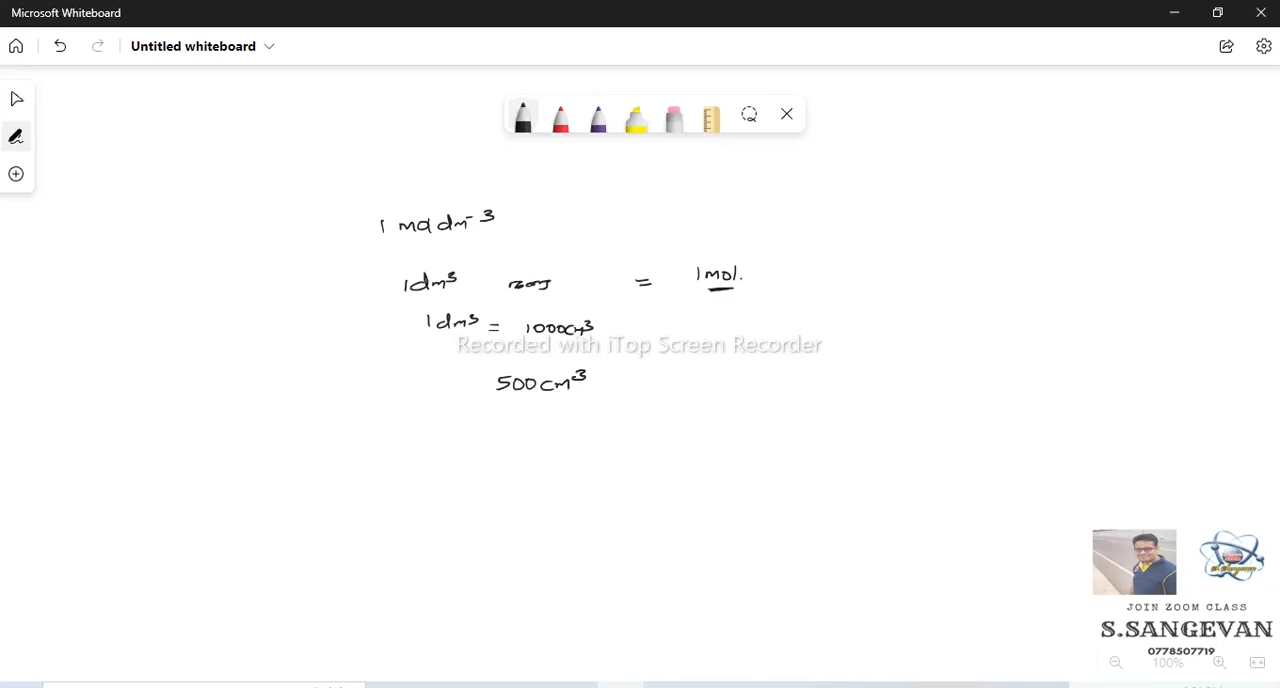 Microsoft Whiteboard
Untitled whiteboard
1 mol dm⁻³
1dm³ = 1mol.
1dm³ = 1000cm³
Recorded with iTop Screen Recorder
500cm³
JOIN ZOOM CLASS
S.SANGEVAN
0778507719
100%